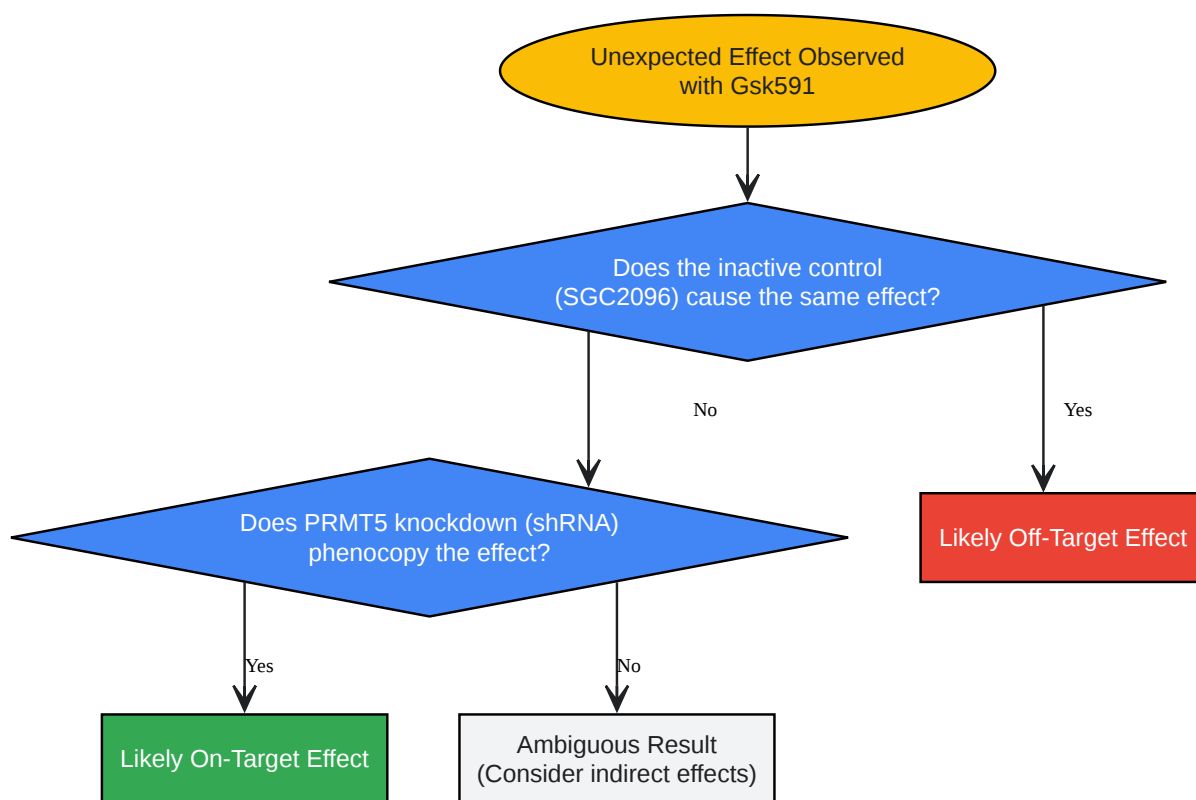 Unexpected Effect Observed
with Gsk591
Does the inactive control
(SGC2096) cause the same effect?
No
Yes
Does PRMT5 knockdown (shRNA)
phenocopy the effect?
Likely Off-Target Effect
Yes
No
Likely On-Target Effect
Ambiguous Result
(Consider indirect effects)